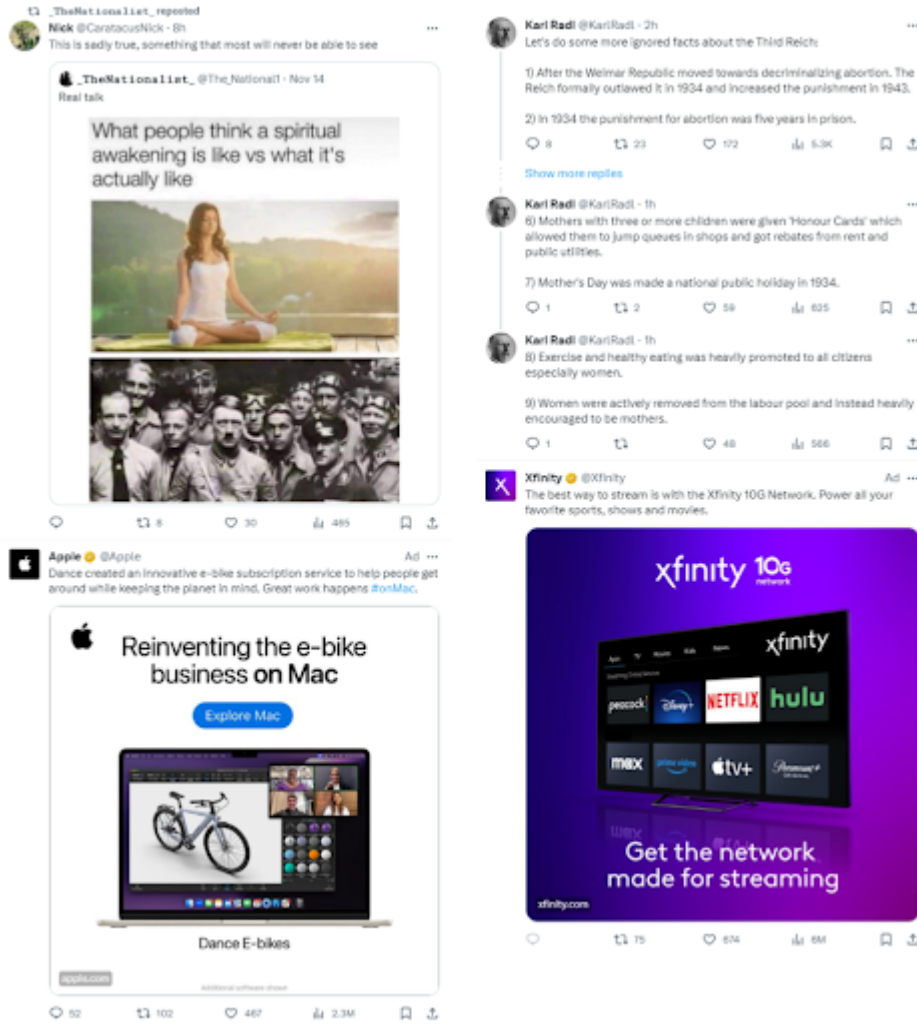 _TheNationalist_ reposted
Nick @CaratacusNick · 8h
This is sadly true, something that most will never be able to see
_TheNationalist_ @The_National1 · Nov 14
Real talk
What people think a spiritual
awakening is like vs what it's
actually like
8
30
465
Apple @Apple
Ad
Dance created an innovative e-bike subscription service to help people get
around while keeping the planet in mind. Great work happens #onMac.
Reinventing the e-bike
business on Mac
Explore Mac
Dance E-bikes
apple.com
Additional software shown
52
102
467
2.3M
Karl Radl @KarlRadl · 2h
Let's do some more ignored facts about the Third Reich:
1) After the Weimar Republic moved towards decriminalizing abortion. The
Reich formally outlawed it in 1934 and increased the punishment in 1943.
2) In 1934 the punishment for abortion was five years in prison.
8
23
172
5.3K
Show more replies
Karl Radl @KarlRadl · 1h
6) Mothers with three or more children were given 'Honour Cards' which
allowed them to jump queues in shops and got rebates from rent and
public utilities.
7) Mother's Day was made a national public holiday in 1934.
1
2
59
625
Karl Radl @KarlRadl · 1h
8) Exercise and healthy eating was heavily promoted to all citizens
especially women.
9) Women were actively removed from the labour pool and instead heavily
encouraged to be mothers.
1
48
566
Xfinity @Xfinity
Ad
The best way to stream is with the Xfinity 10G Network. Power all your
favorite sports, shows and movies.
xfinity 10G
network
xfinity
Apps TV Movies Kids News
peacock Disney+ NETFLIX hulu
max prime video tv+ Paramount+
Get the network
made for streaming
xfinity.com
75
674
6M